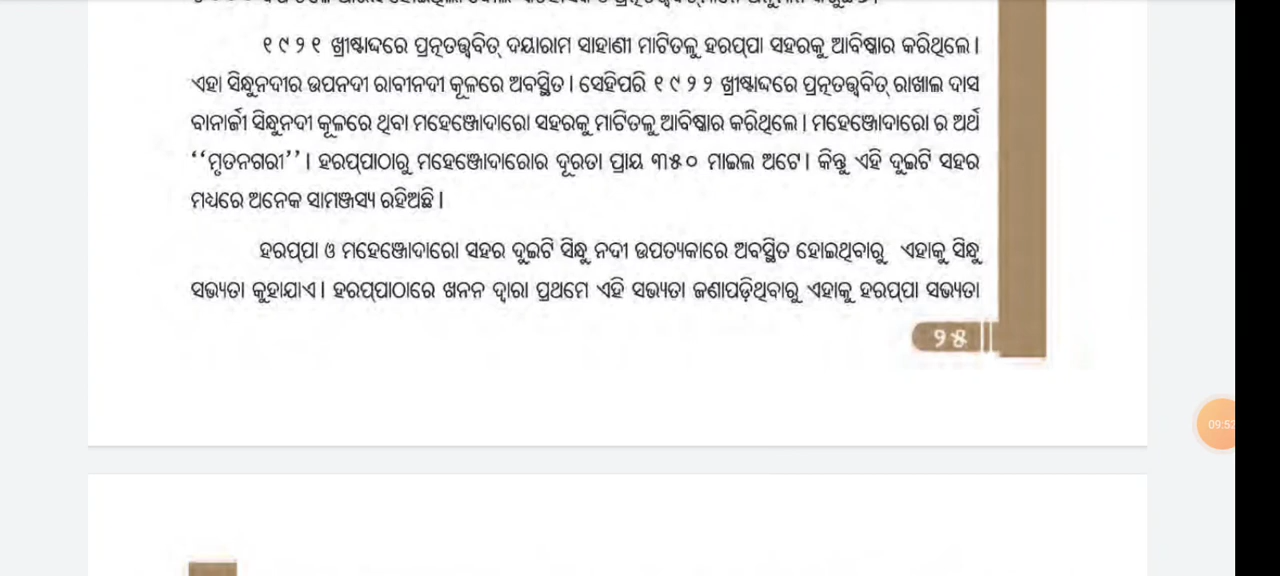 ୧୯୨୧ ଖ୍ରୀଷ୍ଟାବ୍ଦରେ ପ୍ରତ୍ନତତ୍ତ୍ୱବିତ୍ ଦୟାରାମ ସାହାଣୀ ମାଟିତଳୁ ହରପ୍‌ପା ସହରକୁ ଆବିଷ୍କାର କରିଥିଲେ।
ଏହା ସିନ୍ଧୁନଦୀର ଉପନଦୀ ରାବୀନଦୀ କୂଳରେ ଅବସ୍ଥିତ। ସେହିପରି ୧୯୨୨ ଖ୍ରୀଷ୍ଟାବ୍ଦରେ ପ୍ରତ୍ନତତ୍ତ୍ୱବିତ୍ ରାଖାଲ ଦାସ
ବାନାର୍ଜୀ ସିନ୍ଧୁନଦୀ କୂଳରେ ଥିବା ମହେଞ୍ଜୋଦାରୋ ସହରକୁ ମାଟିତଳୁ ଆବିଷ୍କାର କରିଥିଲେ। ମହେଞ୍ଜୋଦାରୋ ର ଅର୍ଥ
‘‘ମୃତନଗରୀ’’। ହରପ୍‌ପାଠାରୁ ମହେଞ୍ଜୋଦାରୋର ଦୂରତା ପ୍ରାୟ ୩୫୦ ମାଇଲ ଅଟେ। କିନ୍ତୁ ଏହି ଦୁଇଟି ସହର
ମଧ୍ୟରେ ଅନେକ ସାମଞ୍ଜସ୍ୟ ରହିଅଛି।
ହରପ୍‌ପା ଓ ମହେଞ୍ଜୋଦାରୋ ସହର ଦୁଇଟି ସିନ୍ଧୁ ନଦୀ ଉପତ୍ୟକାରେ ଅବସ୍ଥିତ ହୋଇଥିବାରୁ ଏହାକୁ ସିନ୍ଧୁ
ସଭ୍ୟତା କୁହାଯାଏ। ହରପ୍‌ପାଠାରେ ଖନନ ଦ୍ୱାରା ପ୍ରଥମେ ଏହି ସଭ୍ୟତା ଜଣାପଡ଼ିଥିବାରୁ ଏହାକୁ ହରପ୍‌ପା ସଭ୍ୟତା
୨୫